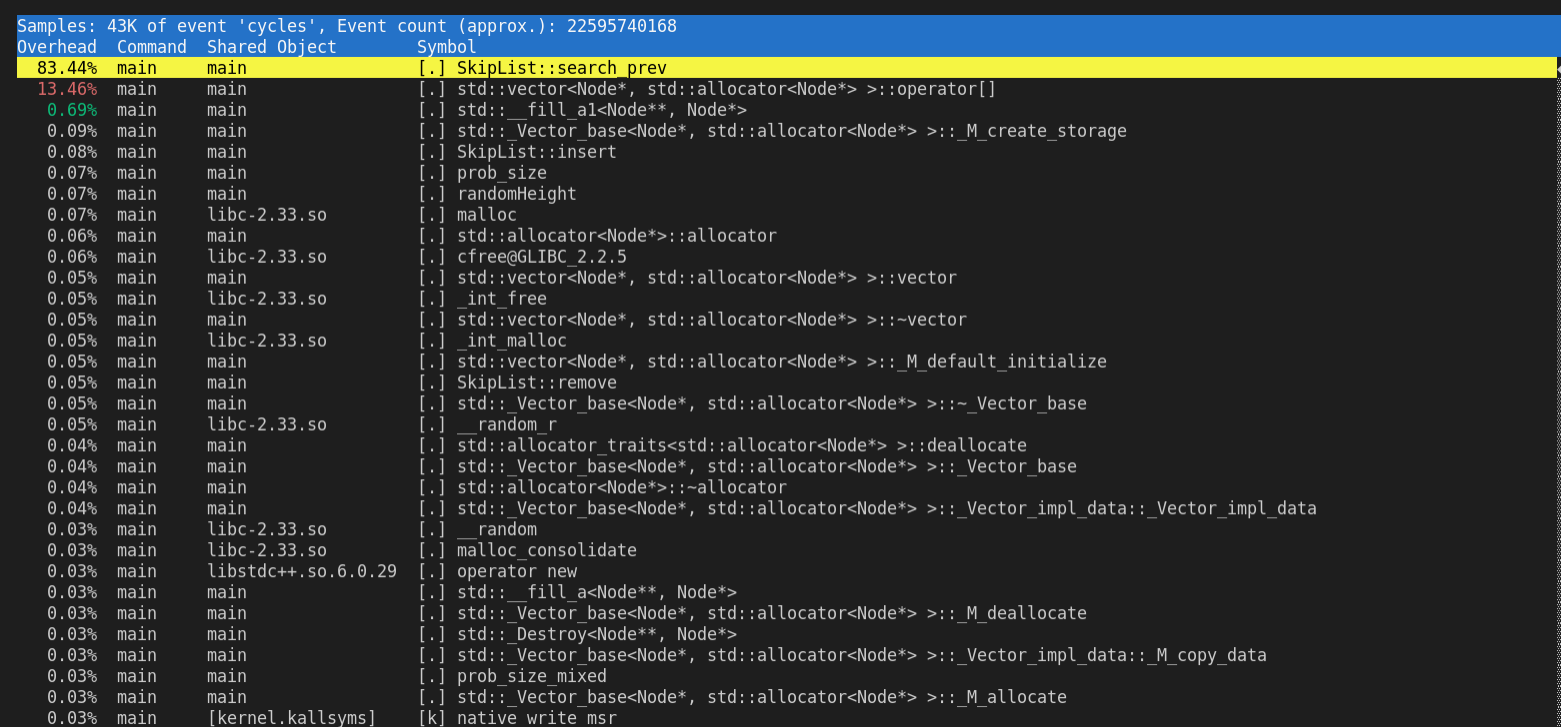 Samples: 43K of event 'cycles', Event count (approx.): 22595740168
Overhead  Command  Shared Object        Symbol
  83.44%  main     main                 [.] SkipList::search_prev
  13.46%  main     main                 [.] std::vector<Node*, std::allocator<Node*> >::operator[]
   0.69%  main     main                 [.] std::__fill_a1<Node**, Node*>
   0.09%  main     main                 [.] std::_Vector_base<Node*, std::allocator<Node*> >::_M_create_storage
   0.08%  main     main                 [.] SkipList::insert
   0.07%  main     main                 [.] prob_size
   0.07%  main     main                 [.] randomHeight
   0.07%  main     libc-2.33.so         [.] malloc
   0.06%  main     main                 [.] std::allocator<Node*>::allocator
   0.06%  main     libc-2.33.so         [.] cfree@GLIBC_2.2.5
   0.05%  main     main                 [.] std::vector<Node*, std::allocator<Node*> >::vector
   0.05%  main     libc-2.33.so         [.] _int_free
   0.05%  main     main                 [.] std::vector<Node*, std::allocator<Node*> >::~vector
   0.05%  main     libc-2.33.so         [.] _int_malloc
   0.05%  main     main                 [.] std::vector<Node*, std::allocator<Node*> >::_M_default_initialize
   0.05%  main     main                 [.] SkipList::remove
   0.05%  main     main                 [.] std::_Vector_base<Node*, std::allocator<Node*> >::~_Vector_base
   0.05%  main     libc-2.33.so         [.] __random_r
   0.04%  main     main                 [.] std::allocator_traits<std::allocator<Node*> >::deallocate
   0.04%  main     main                 [.] std::_Vector_base<Node*, std::allocator<Node*> >::_Vector_base
   0.04%  main     main                 [.] std::allocator<Node*>::~allocator
   0.04%  main     main                 [.] std::_Vector_base<Node*, std::allocator<Node*> >::_Vector_impl_data::_Vector_impl_data
   0.03%  main     libc-2.33.so         [.] __random
   0.03%  main     libc-2.33.so         [.] malloc_consolidate
   0.03%  main     libstdc++.so.6.0.29  [.] operator new
   0.03%  main     main                 [.] std::__fill_a<Node**, Node*>
   0.03%  main     main                 [.] std::_Vector_base<Node*, std::allocator<Node*> >::_M_deallocate
   0.03%  main     main                 [.] std::_Destroy<Node**, Node*>
   0.03%  main     main                 [.] std::_Vector_base<Node*, std::allocator<Node*> >::_Vector_impl_data::_M_copy_data
   0.03%  main     main                 [.] prob_size_mixed
   0.03%  main     main                 [.] std::_Vector_base<Node*, std::allocator<Node*> >::_M_allocate
   0.03%  main     [kernel.kallsyms]    [k] native_write_msr